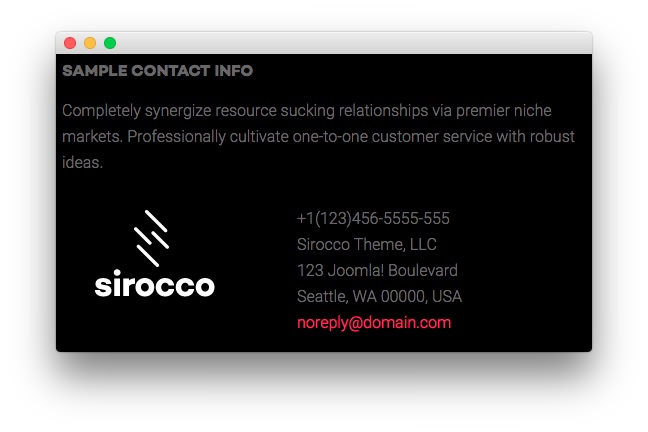 SAMPLE CONTACT INFO
Completely synergize resource sucking relationships via premier niche
markets. Professionally cultivate one-to-one customer service with robust
ideas.
sirocco
+1(123)456-5555-555
Sirocco Theme, LLC
123 Joomla! Boulevard
Seattle, WA 00000, USA
noreply@domain.com